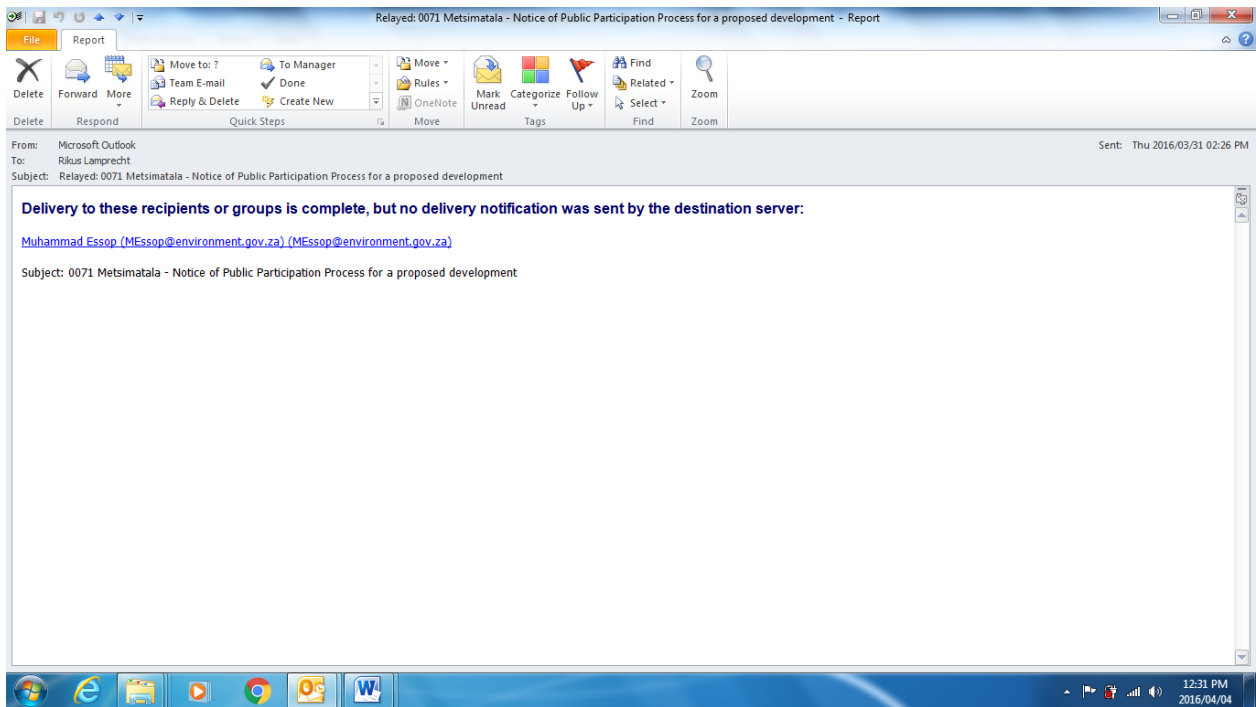 Relayed: 0071 Metsimatala - Notice of Public Participation Process for a proposed development - Report
File Report
Delete
Forward
More
Move to: ?
To Manager
Team E-mail
Done
Reply & Delete
Create New
Move
Rules
OneNote
Mark Unread
Categorize
Follow Up
Find
Related
Select
Zoom
Delete Respond Quick Steps Move Tags Find Zoom
From: Microsoft Outlook Sent: Thu 2016/03/31 02:26 PM
To: Rikus Lamprecht
Subject: Relayed: 0071 Metsimatala - Notice of Public Participation Process for a proposed development
Delivery to these recipients or groups is complete, but no delivery notification was sent by the destination server:
Muhammad Essop (MEssop@environment.gov.za) (MEssop@environment.gov.za)
Subject: 0071 Metsimatala - Notice of Public Participation Process for a proposed development
12:31 PM
2016/04/04